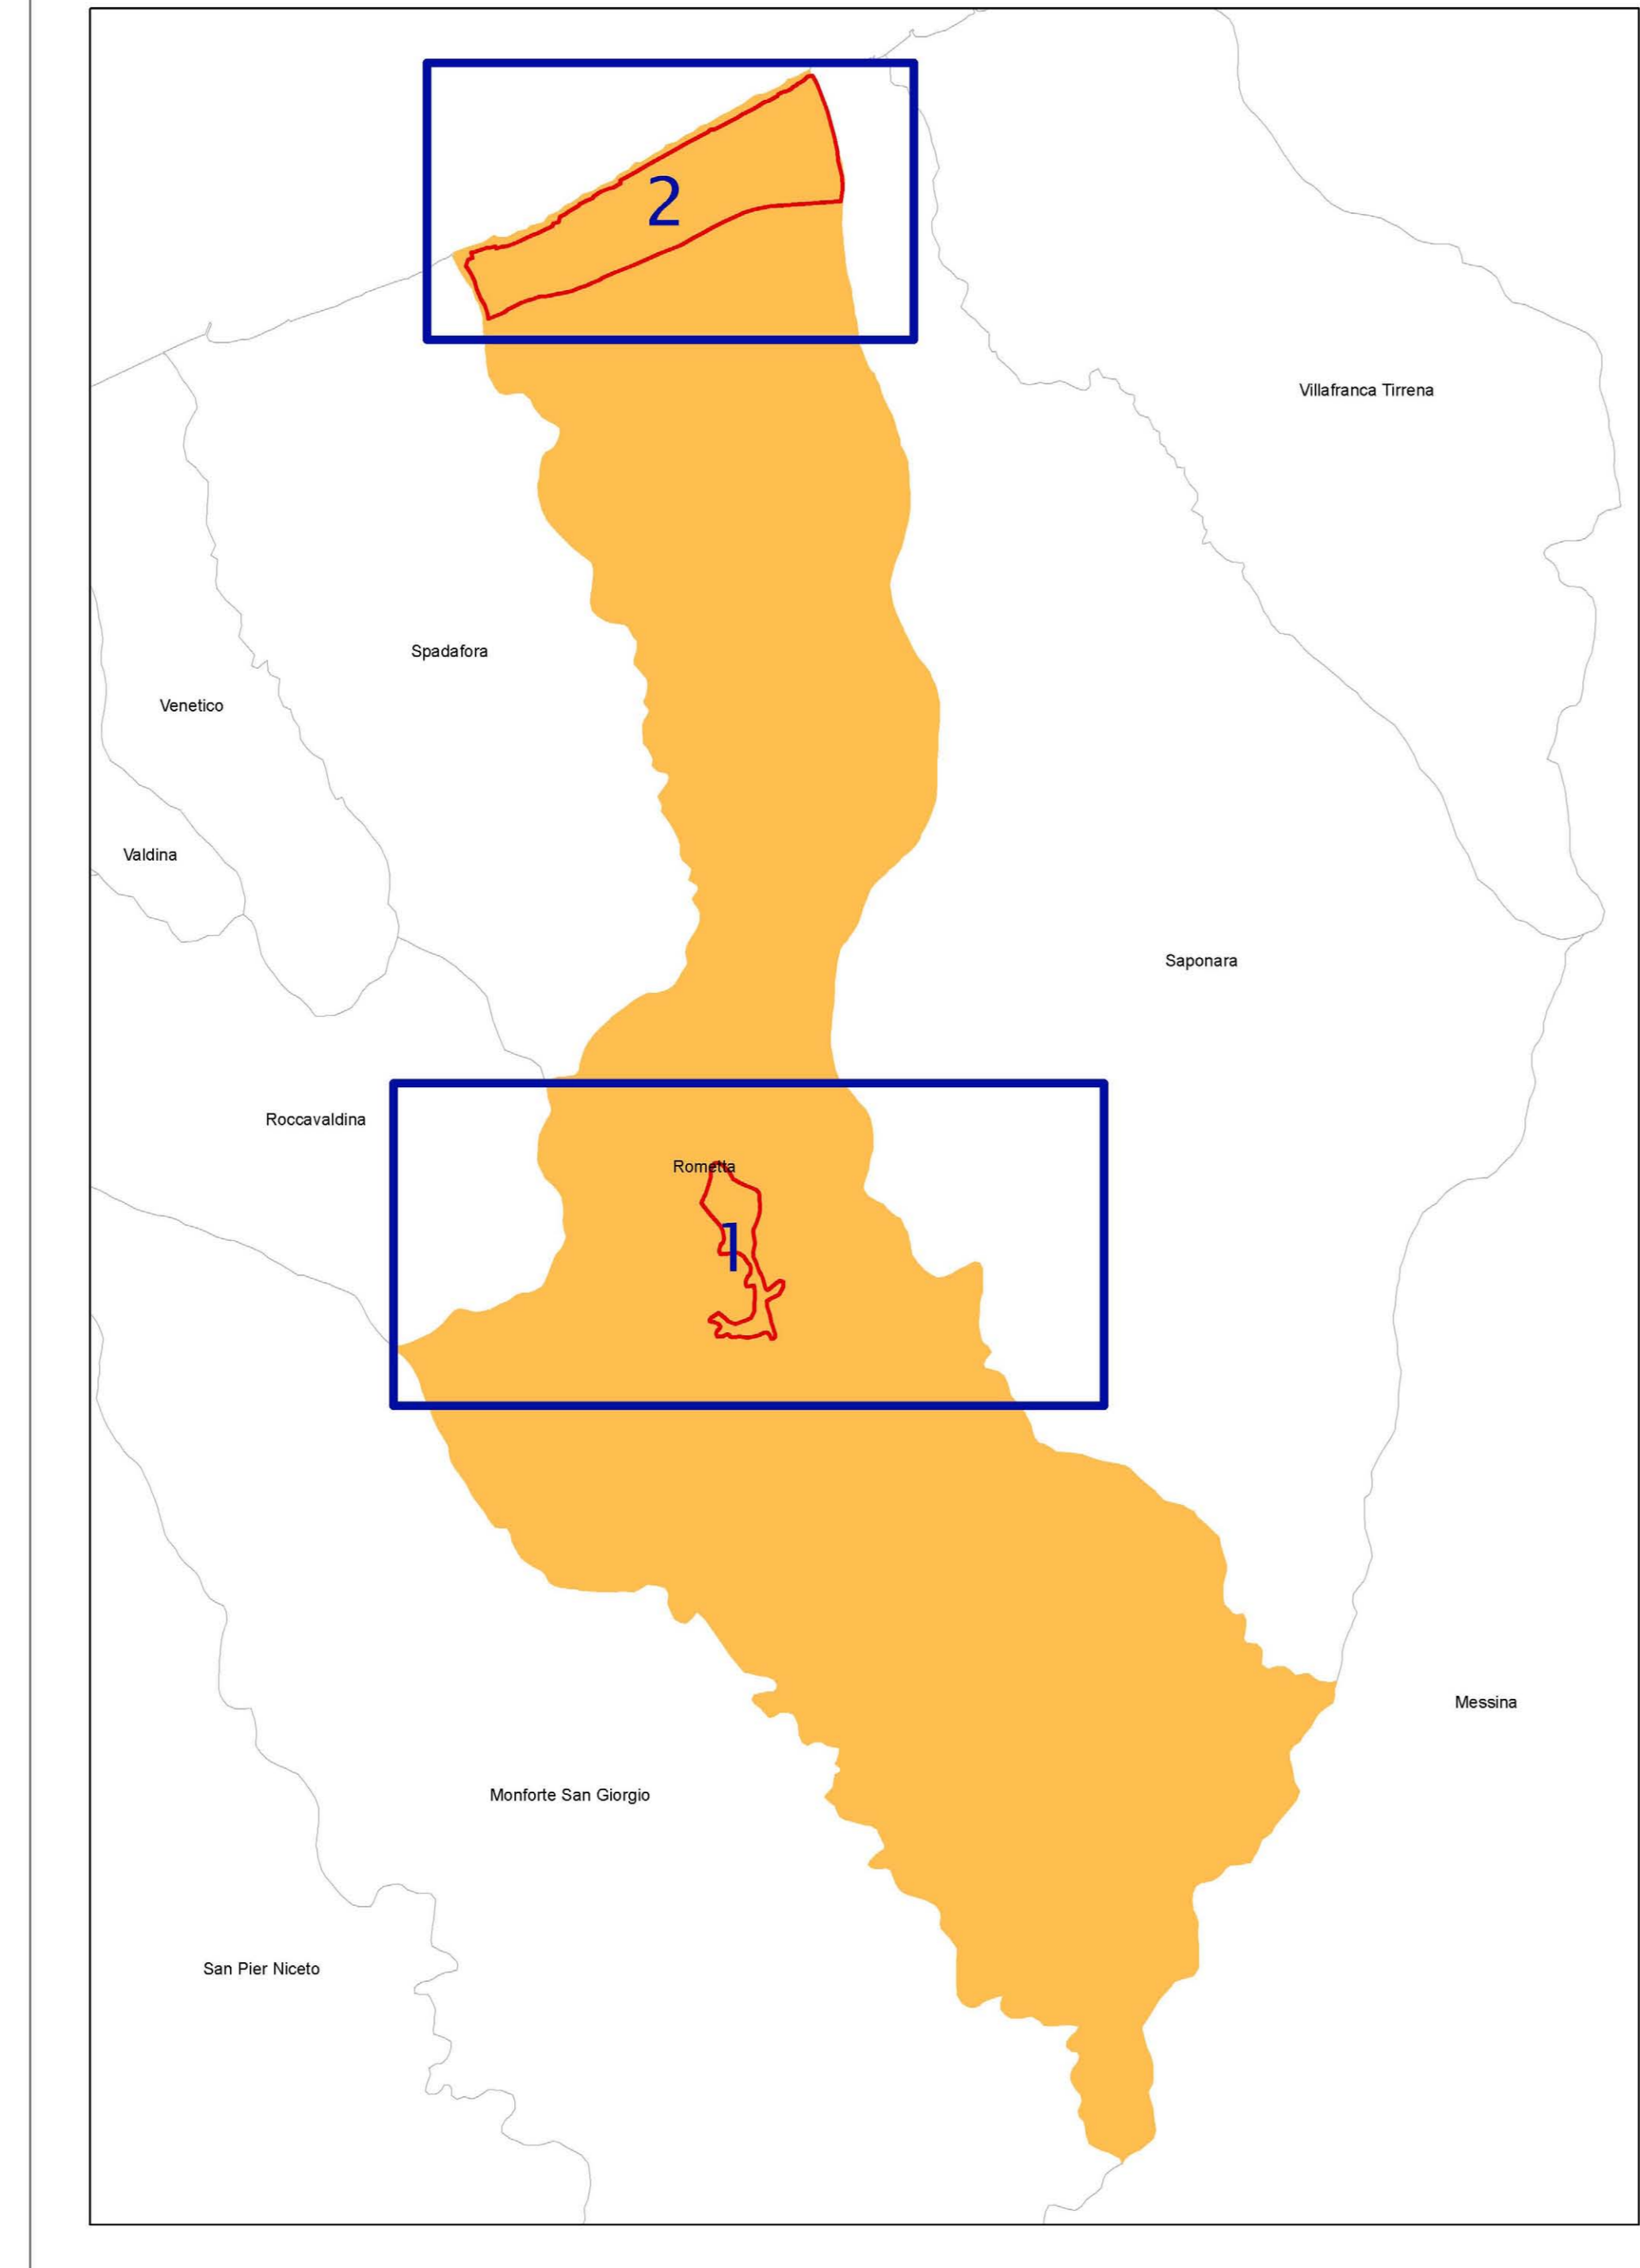 2
Villafranca Tirrena
Spadafora
Venetico
Valdina
Saponara
Roccavaldina
Rometta
1
Messina
Monforte San Giorgio
San Pier Niceto